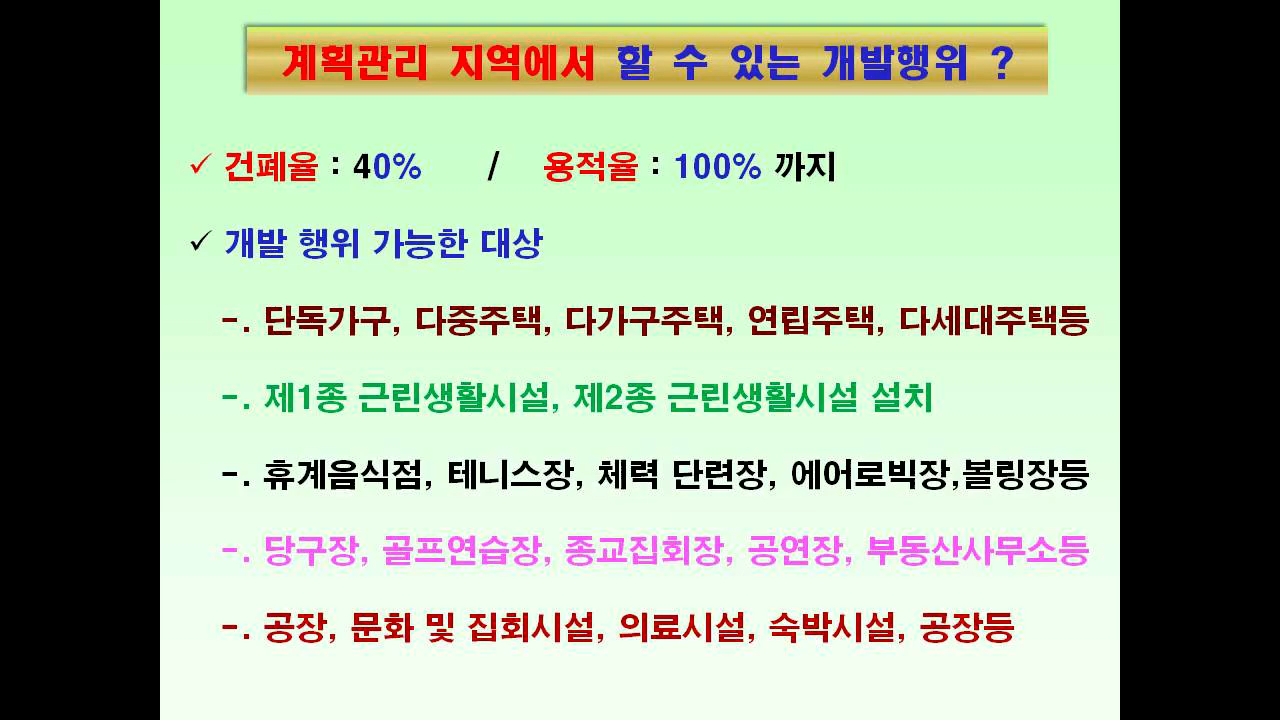 계획관리 지역에서 할 수 있는 개발행위 ?
✓ 건폐율 : 40% / 용적율 : 100% 까지
✓ 개발 행위 가능한 대상
-. 단독가구, 다중주택, 다가구주택, 연립주택, 다세대주택등
-. 제1종 근린생활시설, 제2종 근린생활시설 설치
-. 휴계음식점, 테니스장, 체력 단련장, 에어로빅장,볼링장등
-. 당구장, 골프연습장, 종교집회장, 공연장, 부동산사무소등
-. 공장, 문화 및 집회시설, 의료시설, 숙박시설, 공장등